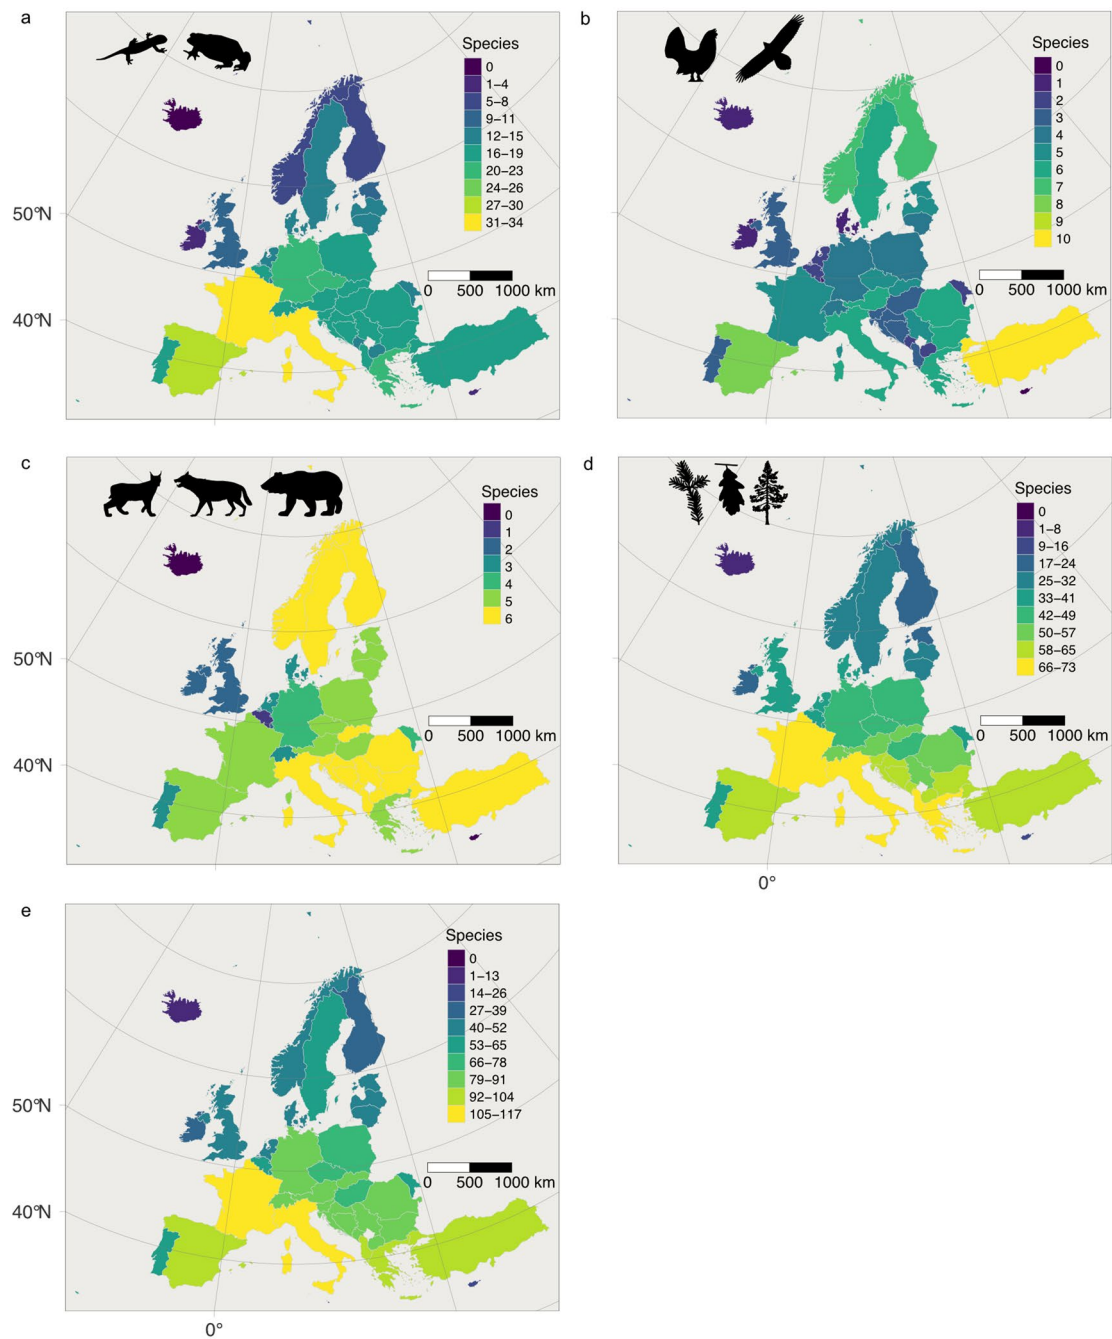 a
Species
0
1–4
5–8
9–11
12–15
16–19
20–23
24–26
27–30
31–34
50°N
40°N
0 500 1000 km
b
Species
0
1
2
3
4
5
6
7
8
9
10
0 500 1000 km
c
Species
0
1
2
3
4
5
6
50°N
40°N
0 500 1000 km
d
Species
0
1–8
9–16
17–24
25–32
33–41
42–49
50–57
58–65
66–73
0 500 1000 km
0°
e
Species
0
1–13
14–26
27–39
40–52
53–65
66–78
79–91
92–104
105–117
50°N
40°N
0 500 1000 km
0°